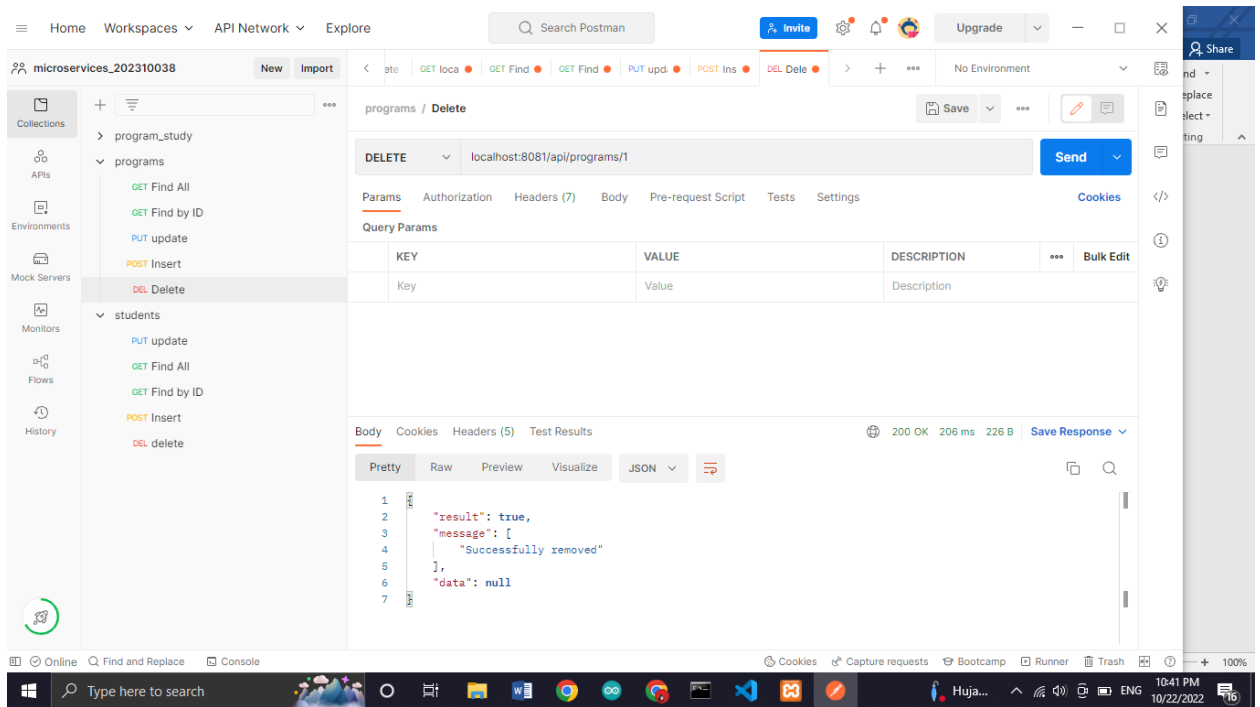 Home Workspaces API Network Explore Search Postman Invite Upgrade
Share
microservices_202310038 New Import ete GET loca GET Find GET Find PUT upd POST Ins DEL Dele No Environment
nd
eplace
elect
ting
Collections
APIs
Environments
Mock Servers
Monitors
Flows
History
program_study
programs
GET Find All
GET Find by ID
PUT update
POST Insert
DEL Delete
students
PUT update
GET Find All
GET Find by ID
POST Insert
DEL delete
programs / Delete Save
DELETE localhost:8081/api/programs/1 Send
Params Authorization Headers (7) Body Pre-request Script Tests Settings Cookies
Query Params
KEY VALUE DESCRIPTION Bulk Edit
Key Value Description
Body Cookies Headers (5) Test Results 200 OK 206 ms 226 B Save Response
Pretty Raw Preview Visualize JSON
1 {
2 "result": true,
3 "message": [
4 "Successfully removed"
5 ],
6 "data": null
7 }
Online Find and Replace Console Cookies Capture requests Bootcamp Runner Trash 100%
Type here to search Huja... ENG 10:41 PM
10/22/2022 16